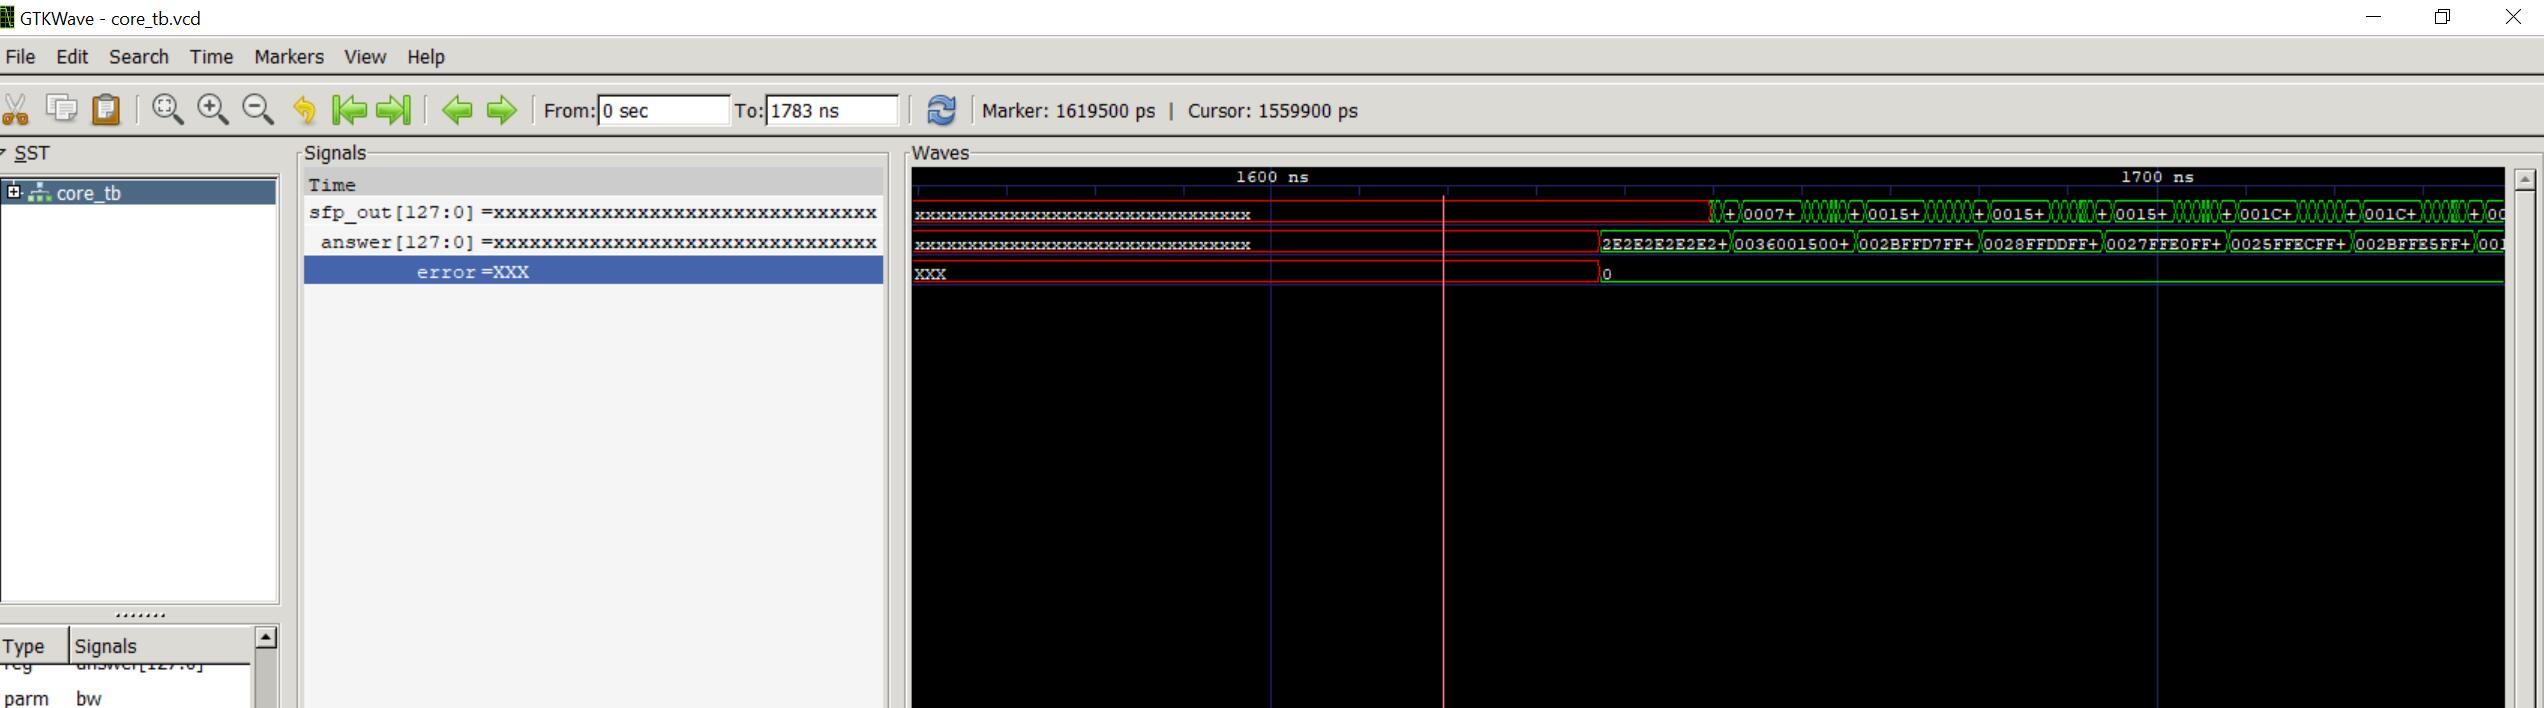 GTKWave - core_tb.vcd
File Edit Search Time Markers View Help
From: 0 sec To: 1783 ns Marker: 1619500 ps | Cursor: 1559900 ps
SST
core_tb
Type Signals
reg answer[127:0]
parm bw
Signals
Time
sfp_out[127:0] =xxxxxxxxxxxxxxxxxxxxxxxxxxxxxxxx
answer[127:0] =xxxxxxxxxxxxxxxxxxxxxxxxxxxxxxxx
error =XXX
Waves
1600 ns 1700 ns
xxxxxxxxxxxxxxxxxxxxxxxxxxxxxxxx + 0007+ + 0015+ + 0015+ + 0015+ + 001C+ + 001C+ + 00
xxxxxxxxxxxxxxxxxxxxxxxxxxxxxxxx 2E2E2E2E2E2+ 0036001500+ 002BFFD7FF+ 0028FFDDFF+ 0027FFE0FF+ 0025FFECFF+ 002BFFE5FF+ 001
XXX 0